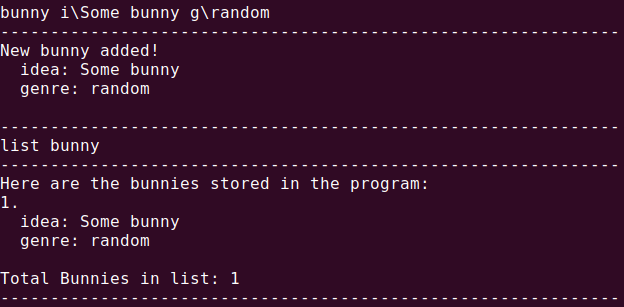 bunny i\Some bunny g\random
--------------------------------------------------------------
New bunny added!
  idea: Some bunny
  genre: random

--------------------------------------------------------------
list bunny
--------------------------------------------------------------
Here are the bunnies stored in the program:
1.
  idea: Some bunny
  genre: random

Total Bunnies in list: 1
--------------------------------------------------------------